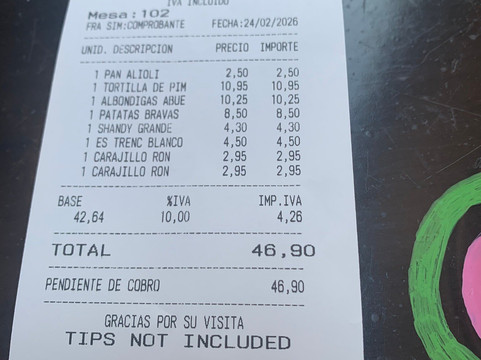 IVA INCLUIDO
Mesa: 102
FRA SIM:COMPROBANTE FECHA:24/02/2026
UNID. DESCRIPCION PRECIO IMPORTE
1 PAN ALIOLI 2,50 2,50
1 TORTILLA DE PIM 10,95 10,95
1 ALBONDIGAS ABUE 10,25 10,25
1 PATATAS BRAVAS 8,50 8,50
1 SHANDY GRANDE 4,30 4,30
1 ES TRENC BLANCO 4,50 4,50
1 CARAJILLO RON 2,95 2,95
1 CARAJILLO RON 2,95 2,95
BASE %IVA IMP.IVA
42,64 10,00 4,26
TOTAL 46,90
PENDIENTE DE COBRO 46,90
GRACIAS POR SU VISITA
TIPS NOT INCLUDED